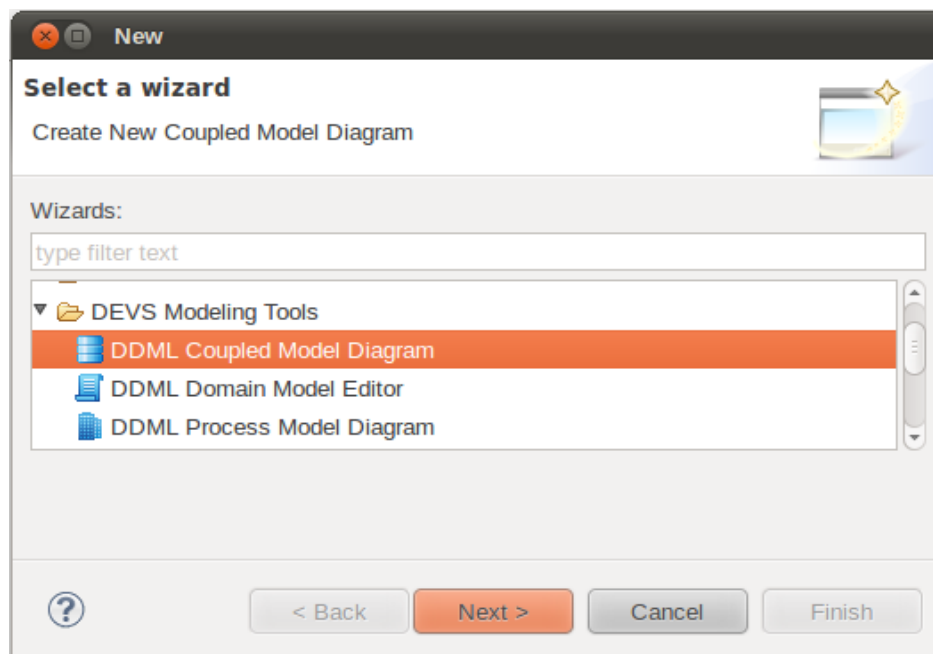 New
Select a wizard
Create New Coupled Model Diagram
Wizards:
type filter text
DEVS Modeling Tools
DDML Coupled Model Diagram
DDML Domain Model Editor
DDML Process Model Diagram
? < Back Next > Cancel Finish